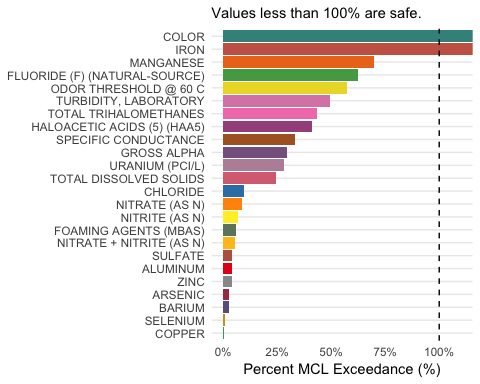 Values less than 100% are safe.
COLOR
IRON
MANGANESE
FLUORIDE (F) (NATURAL-SOURCE)
ODOR THRESHOLD @ 60 C
TURBIDITY, LABORATORY
TOTAL TRIHALOMETHANES
HALOACETIC ACIDS (5) (HAA5)
SPECIFIC CONDUCTANCE
GROSS ALPHA
URANIUM (PCI/L)
TOTAL DISSOLVED SOLIDS
CHLORIDE
NITRATE (AS N)
NITRITE (AS N)
FOAMING AGENTS (MBAS)
NITRATE + NITRITE (AS N)
SULFATE
ALUMINUM
ZINC
ARSENIC
BARIUM
SELENIUM
COPPER
0% 25% 50% 75% 100%
Percent MCL Exceedance (%)